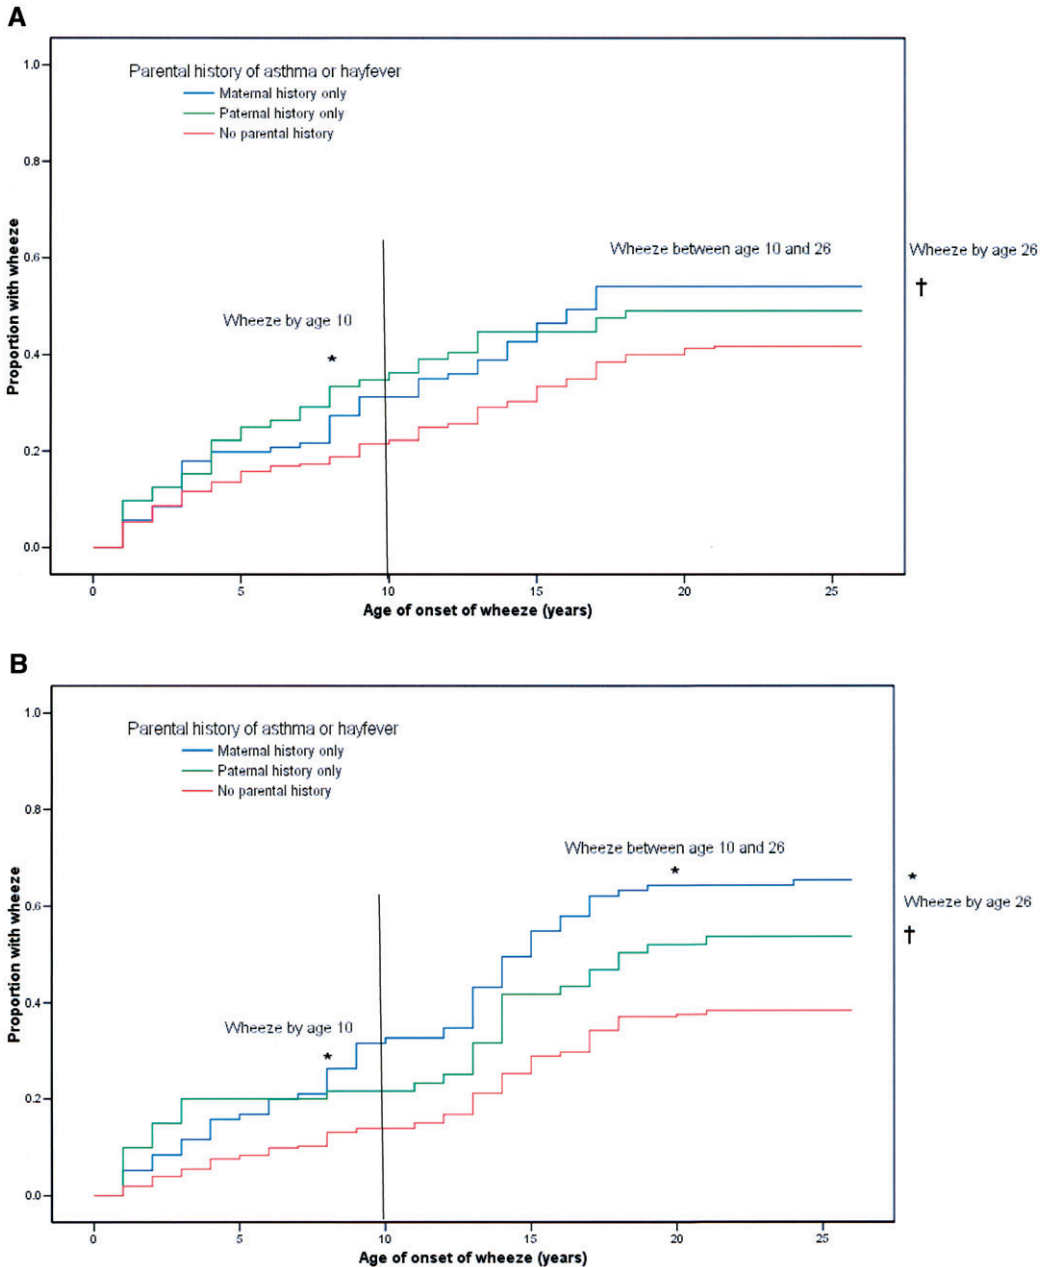 A
Parental history of asthma or hayfever
Maternal history only
Paternal history only
No parental history
1.0
0.8
0.6
0.4
0.2
0.0
Proportion with wheeze
Wheeze by age 10
*
Wheeze between age 10 and 26
Wheeze by age 26
†
0 5 10 15 20 25
Age of onset of wheeze (years)
B
Parental history of asthma or hayfever
Maternal history only
Paternal history only
No parental history
1.0
0.8
0.6
0.4
0.2
0.0
Proportion with wheeze
Wheeze by age 10
*
Wheeze between age 10 and 26
*
*
Wheeze by age 26
†
0 5 10 15 20 25
Age of onset of wheeze (years)